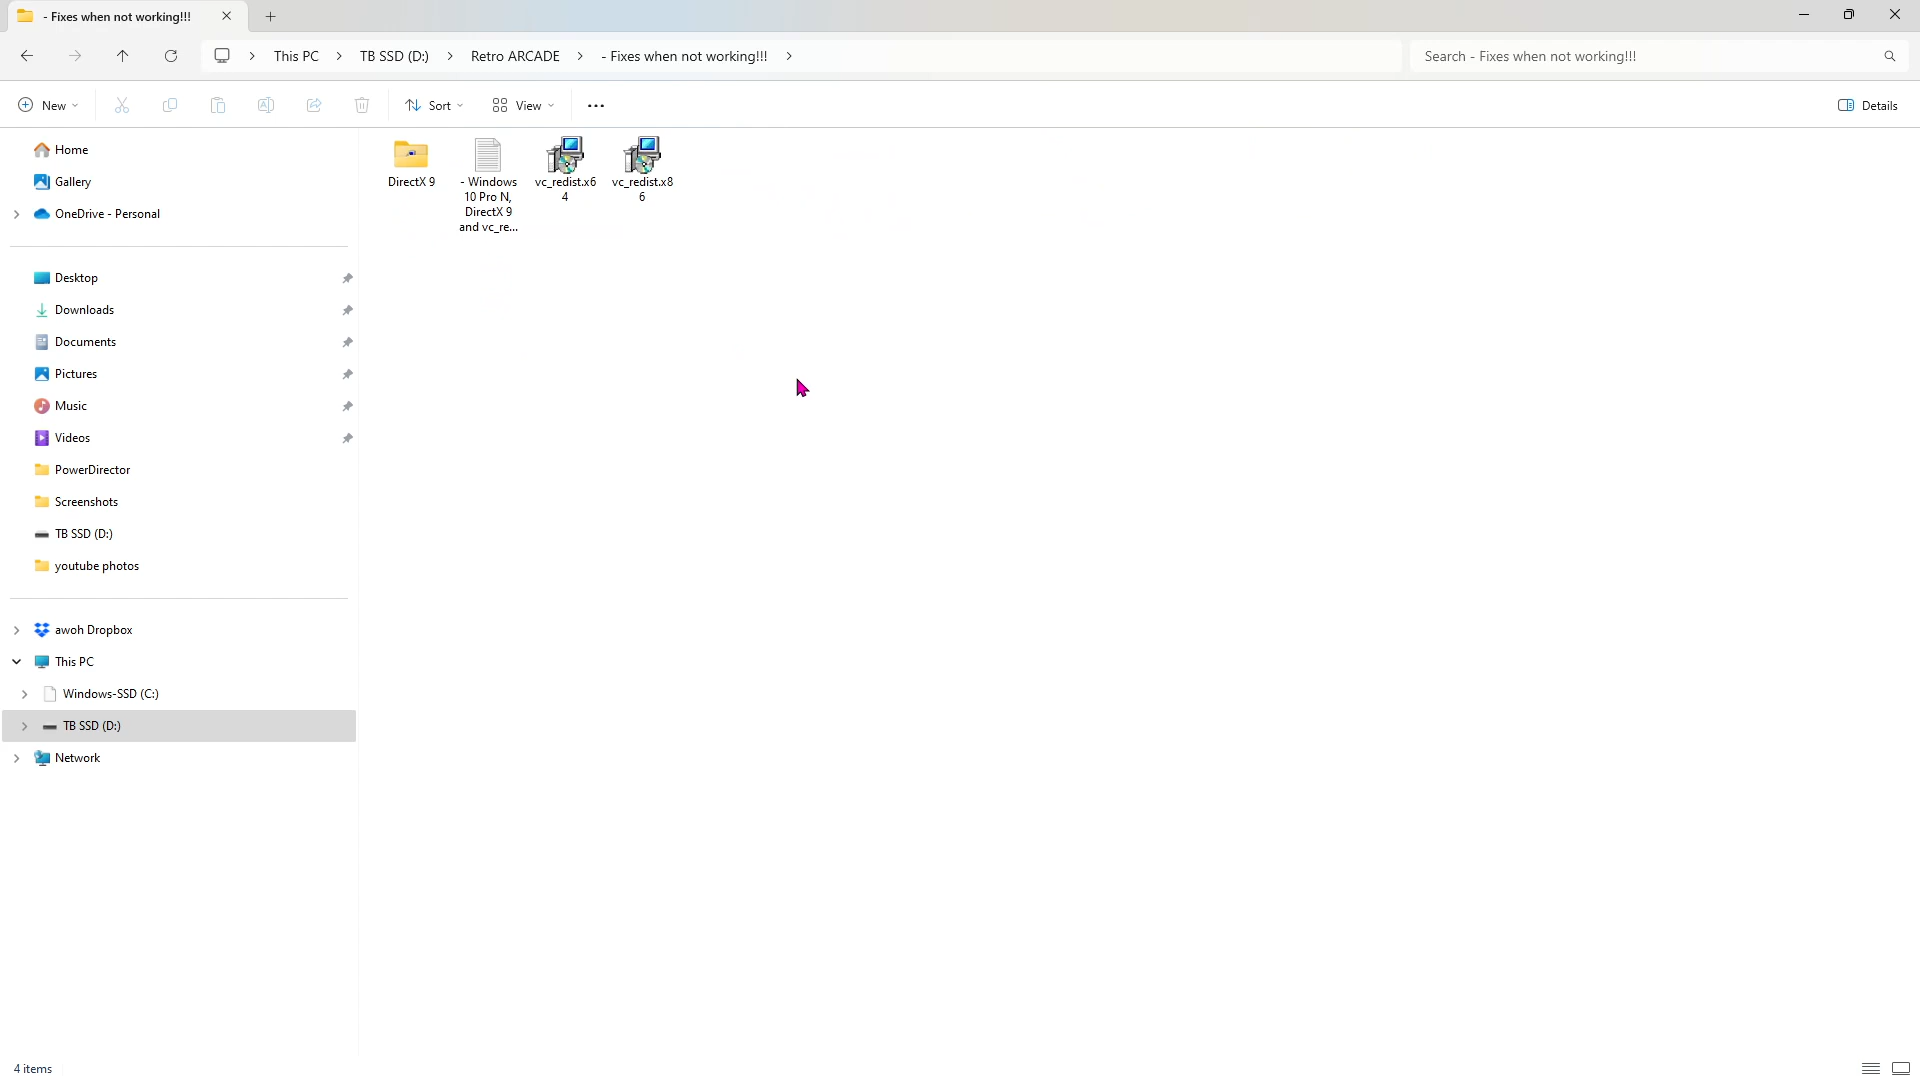 - Fixes when not working!!!
This PC
TB SSD (D:)
Retro ARCADE
- Fixes when not working!!!
Search - Fixes when not working!!!
New
Sort
View
Details
Home
Gallery
OneDrive - Personal
Desktop
Downloads
Documents
Pictures
Music
Videos
PowerDirector
Screenshots
TB SSD (D:)
youtube photos
awoh Dropbox
This PC
Windows-SSD (C:)
TB SSD (D:)
Network
DirectX 9
- Windows
10 Pro N,
DirectX 9
and vc_re...
vc_redist.x6
4
vc_redist.x8
6
4 items